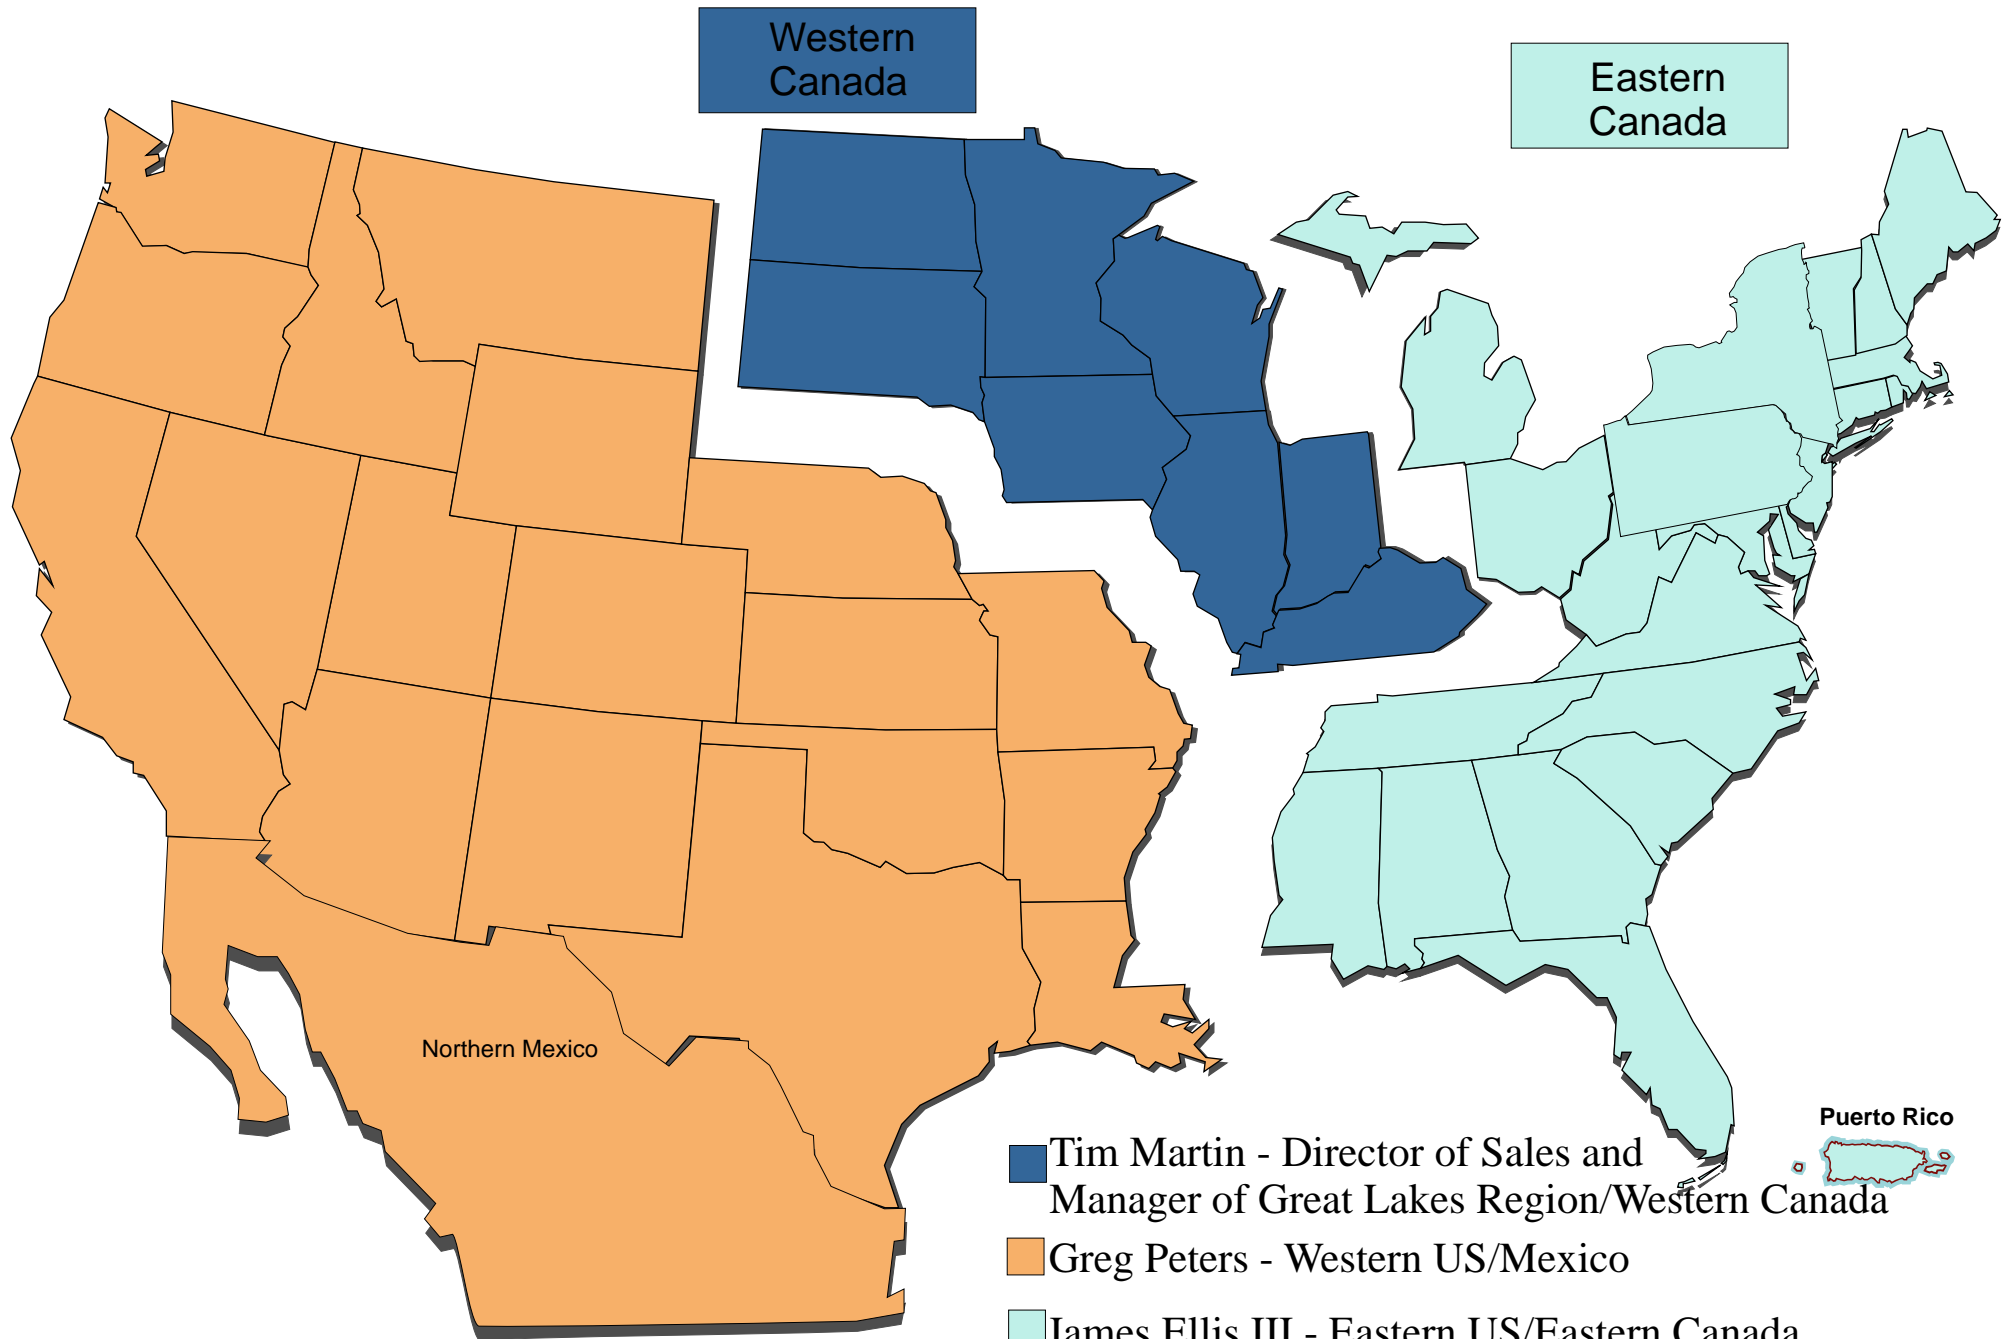 Western
Canada
Eastern
Canada
Northern Mexico
Puerto Rico
Tim Martin - Director of Sales and
Manager of Great Lakes Region/Western Canada
Greg Peters - Western US/Mexico
James Ellis III - Eastern US/Eastern Canada